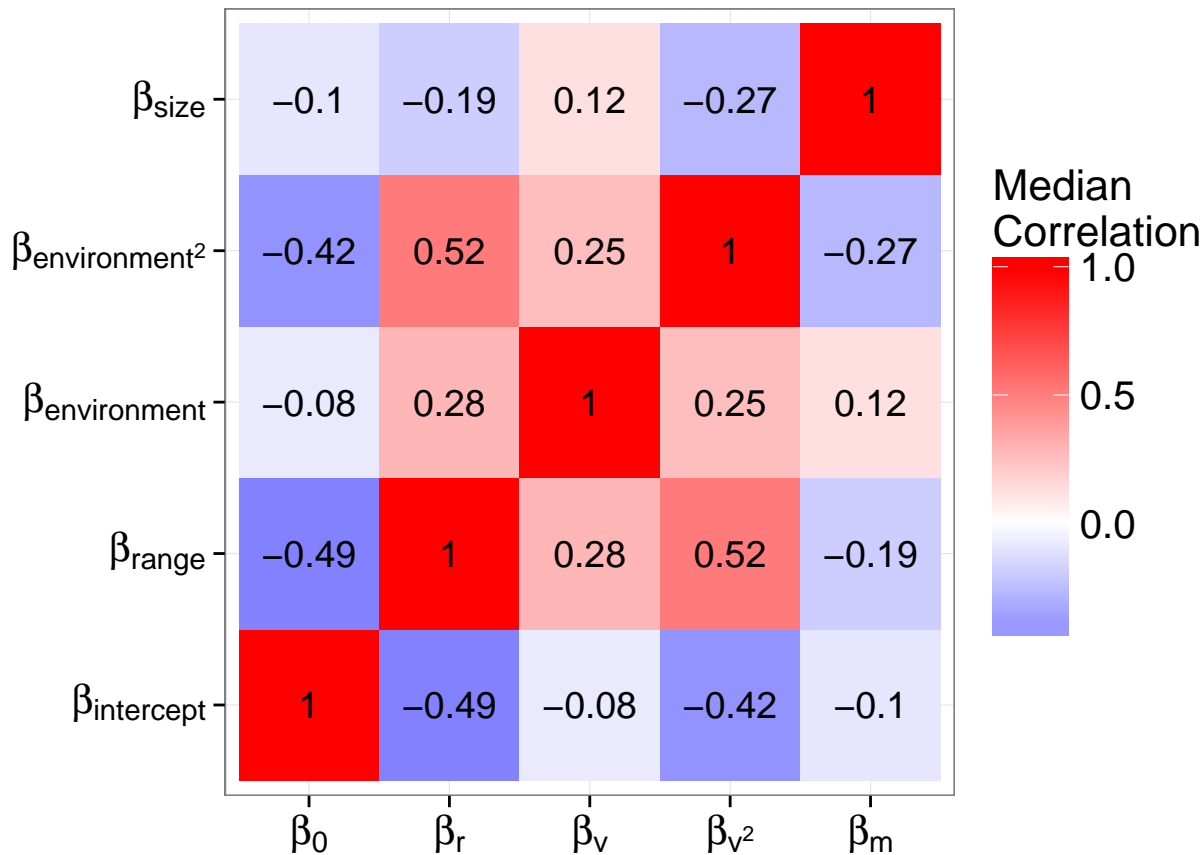 βsize −0.1 −0.19 0.12 −0.27 1
βenvironment² −0.42 0.52 0.25 1 −0.27
βenvironment −0.08 0.28 1 0.25 0.12
βrange −0.49 1 0.28 0.52 −0.19
βintercept 1 −0.49 −0.08 −0.42 −0.1
β0 βr βv βv² βm
Median
Correlation
1.0
0.5
0.0